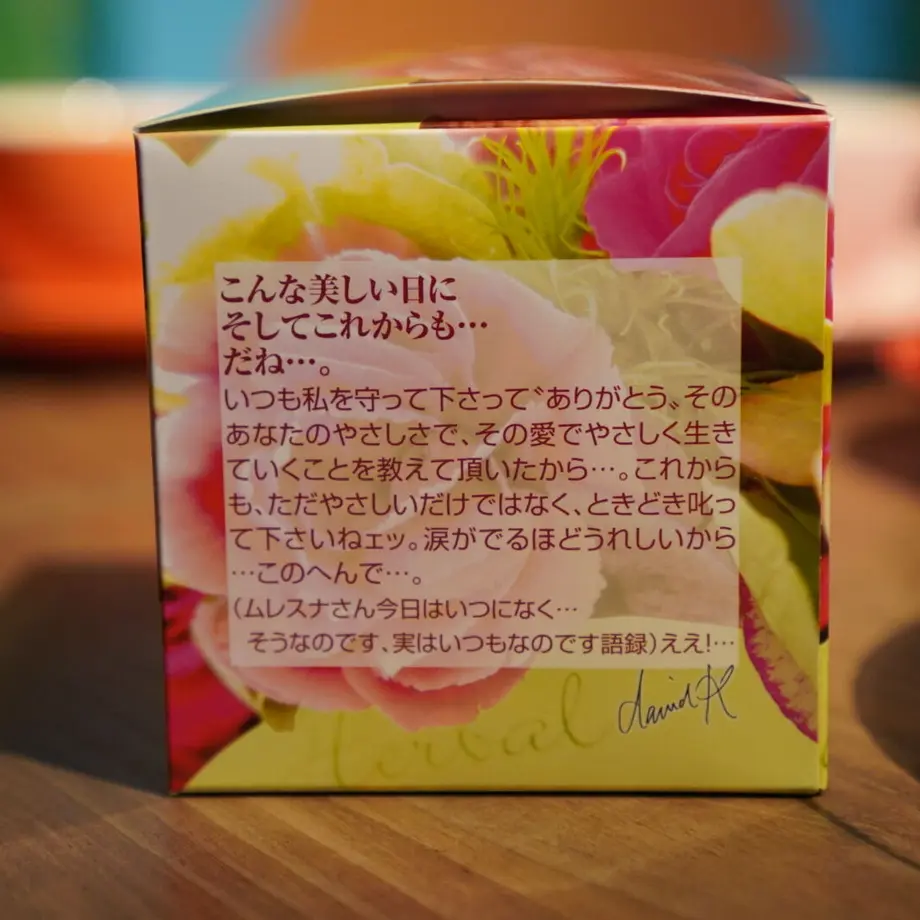 こんな美しい日に
そしてこれからも…
だね…。
いつも私を守って下さって〝ありがとう〟その
あなたのやさしさで、その愛でやさしく生き
ていくことを教えて頂いたから…。これから
も、ただやさしいだけではなく、ときどき叱っ
て下さいねェッ。涙がでるほどうれしいから
…このへんで…。
(ムレスナさん今日はいつになく…
そうなのです、実はいつもなのです語録)ええ!…
david K
Herbal